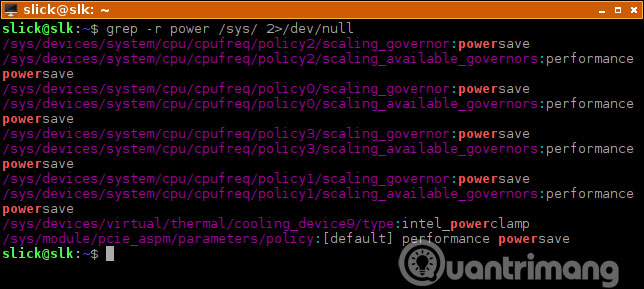 slick@slk: ~
slick@slk:~$ grep -r power /sys/ 2>/dev/null
/sys/devices/system/cpu/cpufreq/policy2/scaling_governor:powersave
/sys/devices/system/cpu/cpufreq/policy2/scaling_available_governors:performance
powersave
/sys/devices/system/cpu/cpufreq/policy0/scaling_governor:powersave
/sys/devices/system/cpu/cpufreq/policy0/scaling_available_governors:performance
powersave
/sys/devices/system/cpu/cpufreq/policy3/scaling_governor:powersave
/sys/devices/system/cpu/cpufreq/policy3/scaling_available_governors:performance
powersave
/sys/devices/system/cpu/cpufreq/policy1/scaling_governor:powersave
/sys/devices/system/cpu/cpufreq/policy1/scaling_available_governors:performance
powersave
/sys/devices/virtual/thermal/cooling_device9/type:intel_powerclamp
/sys/module/pcie_aspm/parameters/policy:[default] performance powersave
slick@slk:~$
Quantrimang